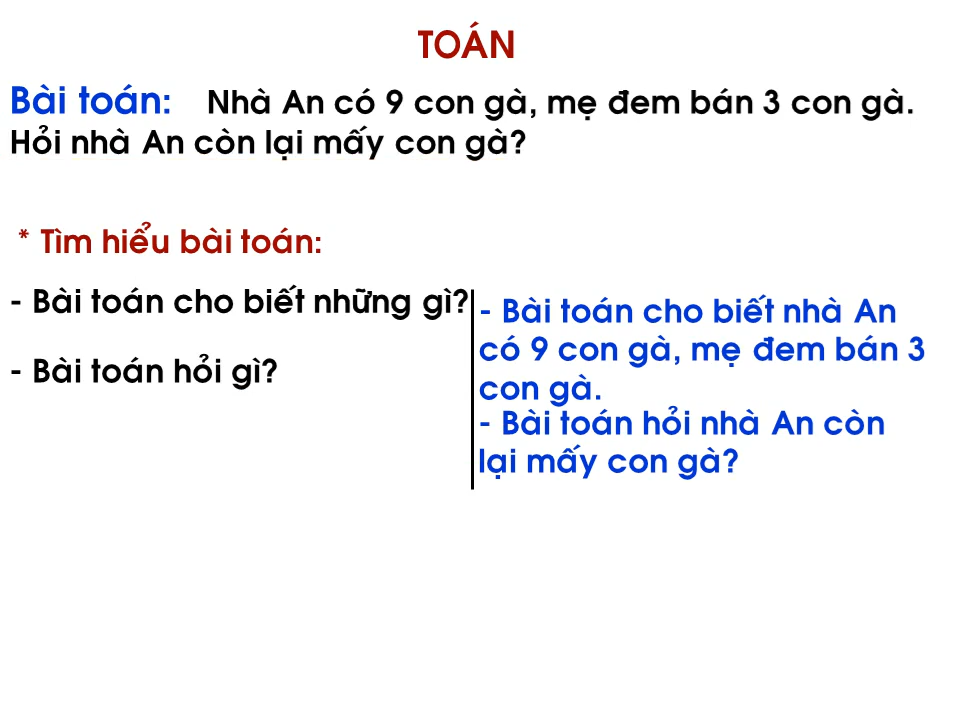 TOÁN
Bài toán: Nhà An có 9 con gà, mẹ đem bán 3 con gà.
Hỏi nhà An còn lại mấy con gà?
* Tìm hiểu bài toán:
- Bài toán cho biết những gì?
- Bài toán hỏi gì?
- Bài toán cho biết nhà An
có 9 con gà, mẹ đem bán 3
con gà.
- Bài toán hỏi nhà An còn
lại mấy con gà?